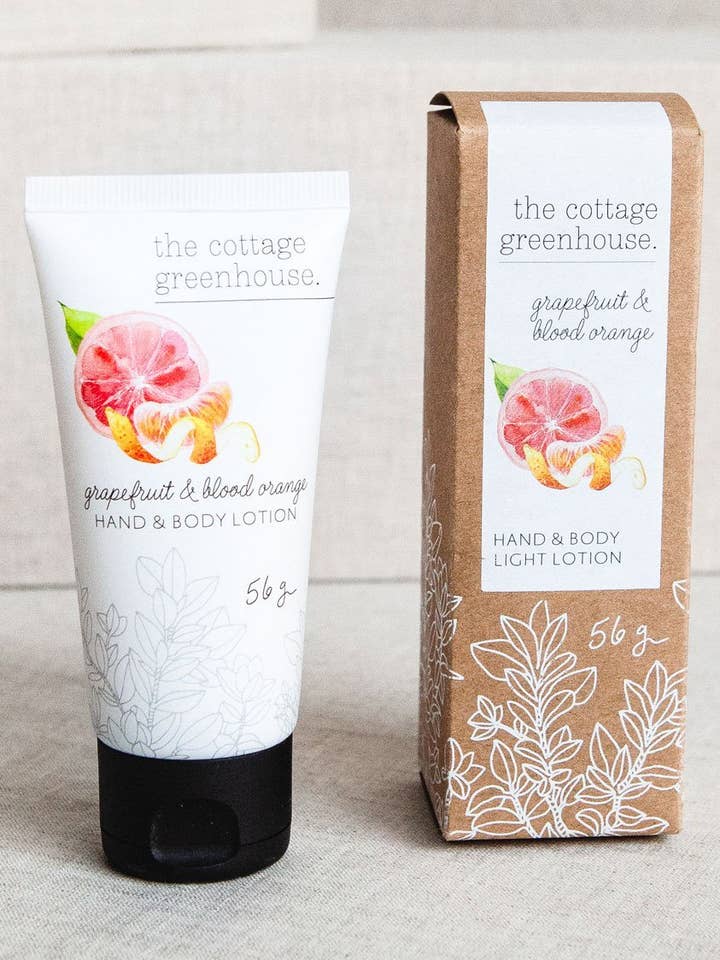 the cottage
greenhouse.
grapefruit & blood orange
HAND & BODY LOTION
56 g
the cottage
greenhouse.
grapefruit &
blood orange
HAND & BODY
LIGHT LOTION
56 g